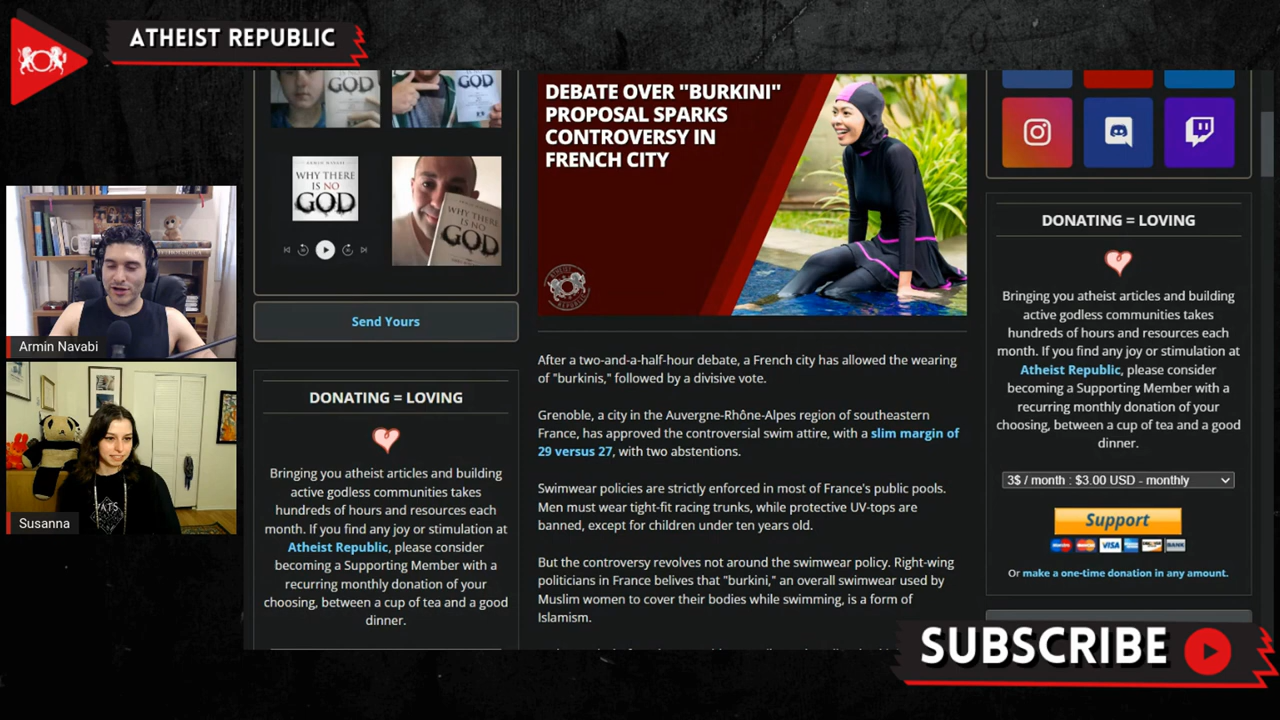 ATHEIST REPUBLIC
Armin Navabi
Susanna
GOD
GOD
WHY THERE
IS NO
GOD
WHY THERE
IS NO
GOD
Send Yours
DONATING = LOVING
Bringing you atheist articles and building
active godless communities takes
hundreds of hours and resources each
month. If you find any joy or stimulation at
Atheist Republic, please consider
becoming a Supporting Member with a
recurring monthly donation of your
choosing, between a cup of tea and a good
dinner.
DEBATE OVER "BURKINI"
PROPOSAL SPARKS
CONTROVERSY IN
FRENCH CITY
After a two-and-a-half-hour debate, a French city has allowed the wearing
of "burkinis," followed by a divisive vote.
Grenoble, a city in the Auvergne-Rhône-Alpes region of southeastern
France, has approved the controversial swim attire, with a slim margin of
29 versus 27, with two abstentions.
Swimwear policies are strictly enforced in most of France's public pools.
Men must wear tight-fit racing trunks, while protective UV-tops are
banned, except for children under ten years old.
But the controversy revolves not around the swimwear policy. Right-wing
politicians in France belives that "burkini," an overall swimwear used by
Muslim women to cover their bodies while swimming, is a form of
Islamism.
DONATING = LOVING
Bringing you atheist articles and building
active godless communities takes
hundreds of hours and resources each
month. If you find any joy or stimulation at
Atheist Republic, please consider
becoming a Supporting Member with a
recurring monthly donation of your
choosing, between a cup of tea and a good
dinner.
3$ / month : $3.00 USD - monthly
Support
VISA
BANK
Or make a one-time donation in any amount.
SUBSCRIBE